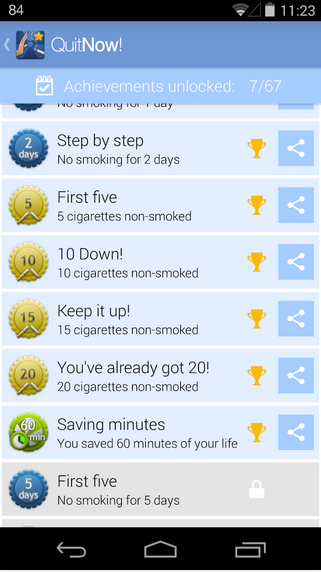 84
11:23
QuitNow!
Achievements unlocked: 7/67
No smoking for 1 day
2
days
Step by step
No smoking for 2 days
5
First five
5 cigarettes non-smoked
10
10 Down!
10 cigarettes non-smoked
15
Keep it up!
15 cigarettes non-smoked
20
You've already got 20!
20 cigarettes non-smoked
60
min
Saving minutes
You saved 60 minutes of your life
5
days
First five
No smoking for 5 days